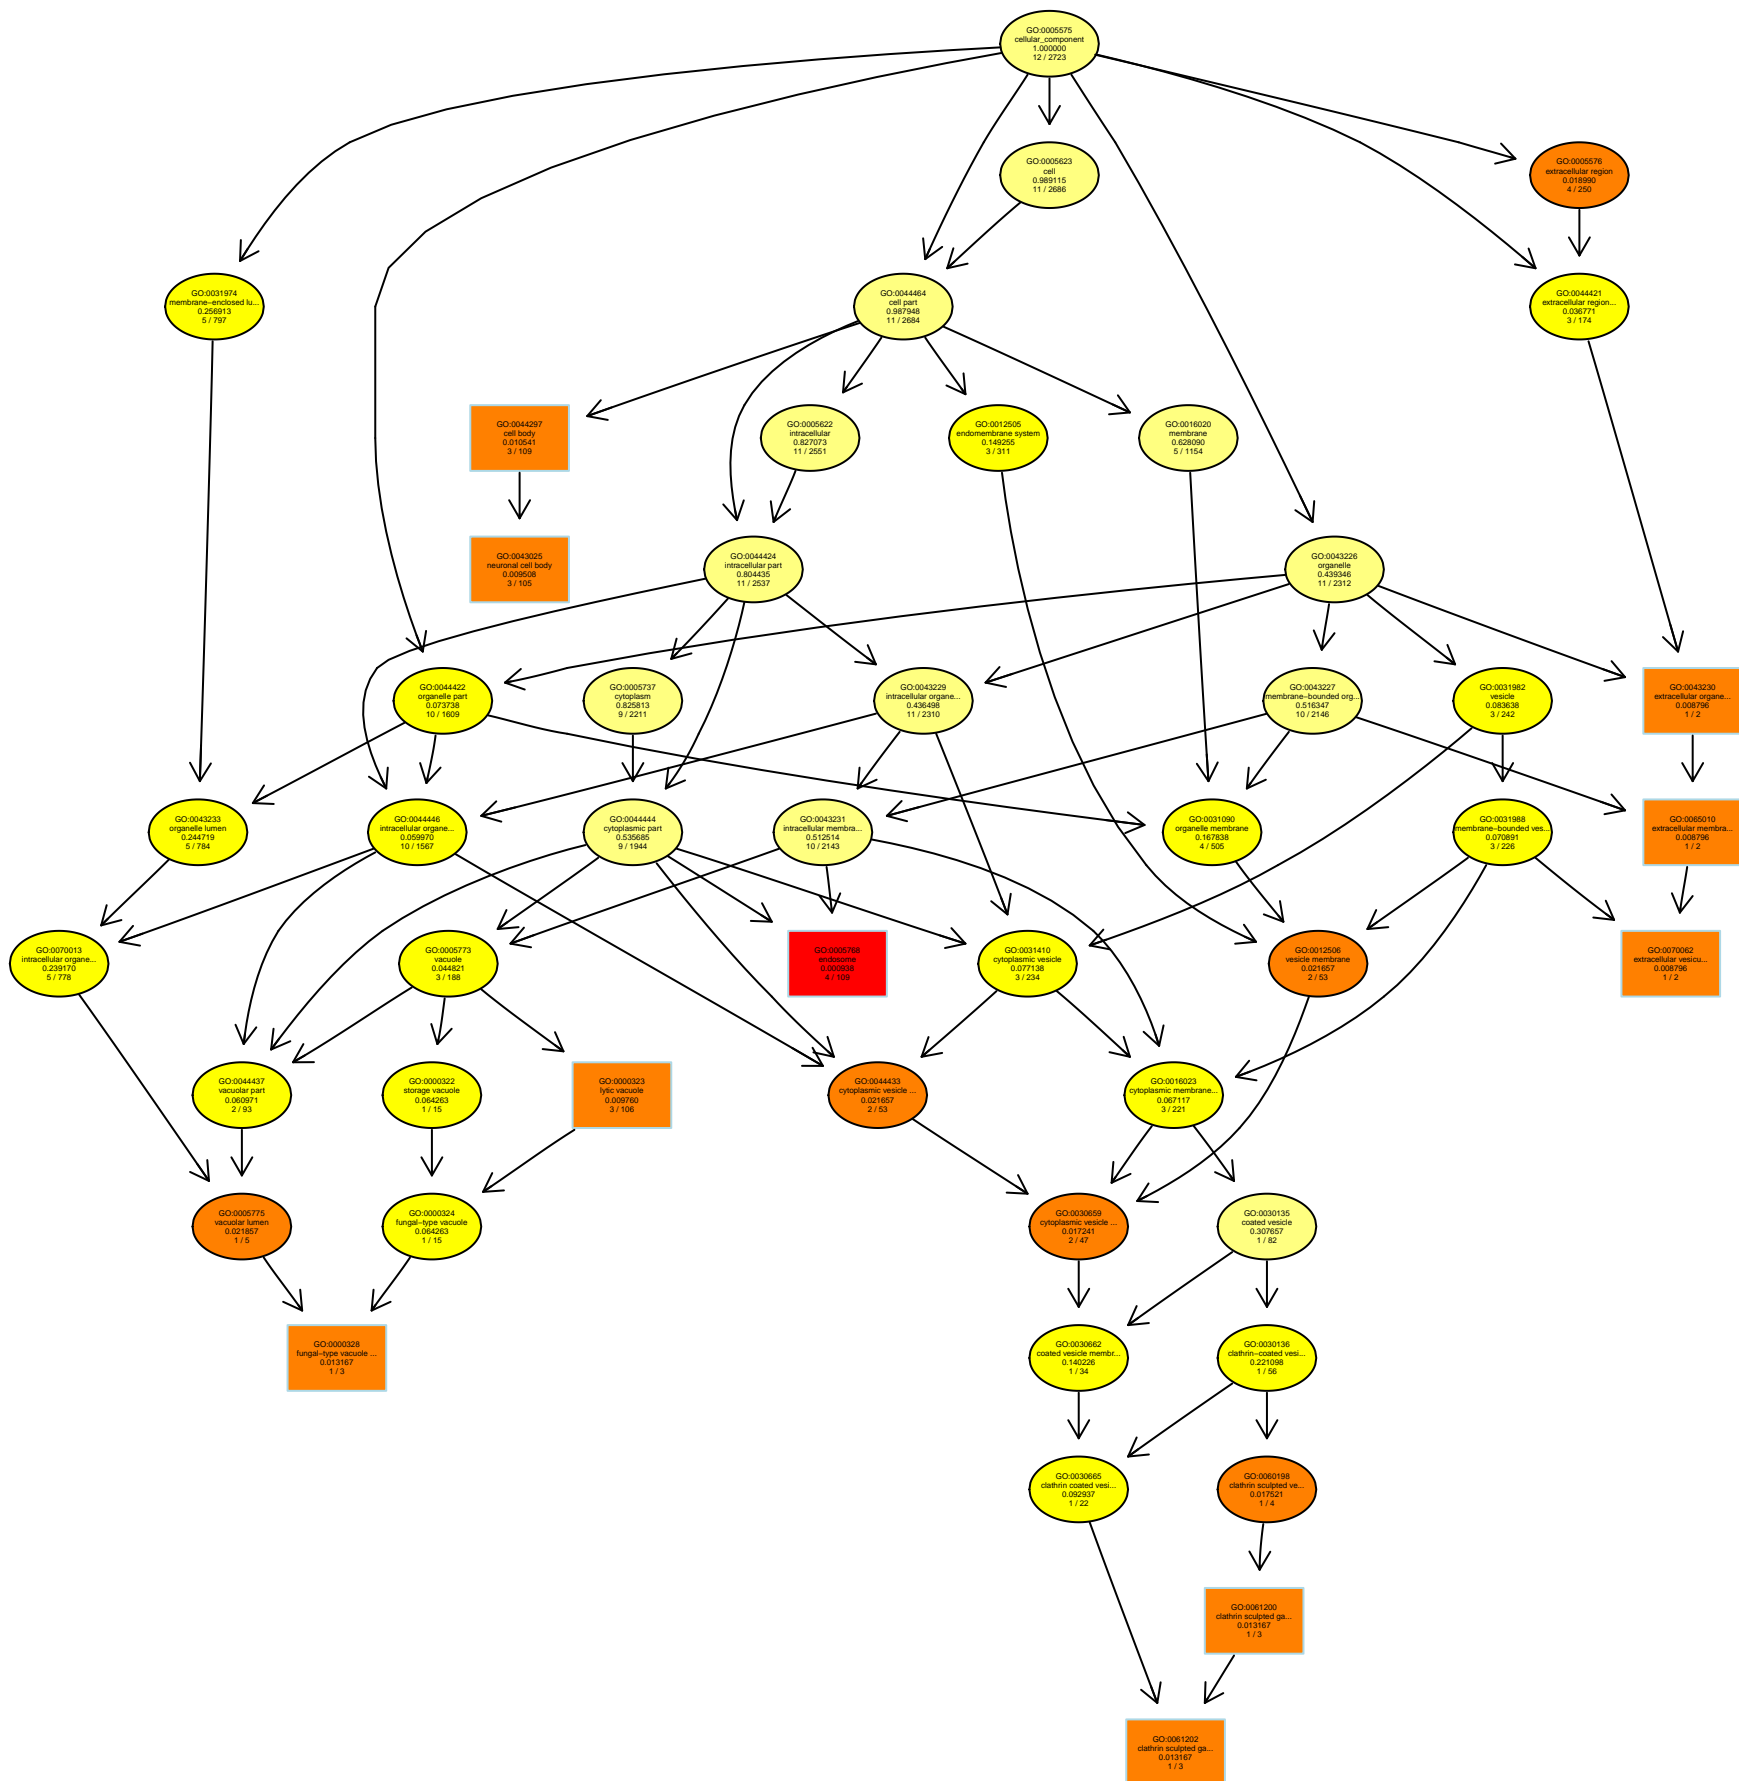 GO:0005575
cellular_component
1.000000
12 / 2723
GO:0005623
cell
0.989115
11 / 2686
GO:0005576
extracellular region
0.018990
4 / 250
GO:0031974
membrane−enclosed lu...
0.256913
5 / 797
GO:0044464
cell part
0.987948
11 / 2684
GO:0044421
extracellular region...
0.036771
3 / 174
GO:0044297
cell body
0.010541
3 / 109
GO:0005622
intracellular
0.827073
11 / 2551
GO:0012505
endomembrane system
0.149255
3 / 311
GO:0016020
membrane
0.628090
5 / 1154
GO:0043025
neuronal cell body
0.009508
3 / 105
GO:0044424
intracellular part
0.804435
11 / 2537
GO:0043226
organelle
0.439346
11 / 2312
GO:0044422
organelle part
0.073738
10 / 1609
GO:0005737
cytoplasm
0.825813
9 / 2211
GO:0043229
intracellular organe...
0.436498
11 / 2310
GO:0043227
membrane−bounded org...
0.516347
10 / 2146
GO:0031982
vesicle
0.083638
3 / 242
GO:0043230
extracellular organe...
0.008796
1 / 2
GO:0043233
organelle lumen
0.244719
5 / 784
GO:0044446
intracellular organe...
0.059970
10 / 1567
GO:0044444
cytoplasmic part
0.535685
9 / 1944
GO:0043231
intracellular membra...
0.512514
10 / 2143
GO:0031090
organelle membrane
0.167838
4 / 505
GO:0031988
membrane−bounded ves...
0.070891
3 / 226
GO:0065010
extracellular membra...
0.008796
1 / 2
GO:0070013
intracellular organe...
0.239170
5 / 778
GO:0005773
vacuole
0.044821
3 / 188
GO:0005768
endosome
0.000936
4 / 109
GO:0031410
cytoplasmic vesicle
0.077138
3 / 234
GO:0012506
vesicle membrane
0.021657
2 / 53
GO:0070062
extracellular vesicu...
0.008796
1 / 2
GO:0044437
vacuolar part
0.060971
2 / 93
GO:0000322
storage vacuole
0.064263
1 / 15
GO:0000323
lytic vacuole
0.009760
3 / 106
GO:0044433
cytoplasmic vesicle ...
0.021657
2 / 53
GO:0016023
cytoplasmic membrane...
0.067117
3 / 221
GO:0005775
vacuolar lumen
0.021857
1 / 5
GO:0000324
fungal−type vacuole
0.064263
1 / 15
GO:0030659
cytoplasmic vesicle ...
0.017241
2 / 47
GO:0030135
coated vesicle
0.307657
1 / 82
GO:0000328
fungal−type vacuole ...
0.013167
1 / 3
GO:0030662
coated vesicle membr...
0.140226
1 / 34
GO:0030136
clathrin−coated vesi...
0.221098
1 / 56
GO:0030665
clathrin coated vesi...
0.092937
1 / 22
GO:0060198
clathrin sculpted ve...
0.017521
1 / 4
GO:0061200
clathrin sculpted ga...
0.013167
1 / 3
GO:0061202
clathrin sculpted ga...
0.013167
1 / 3